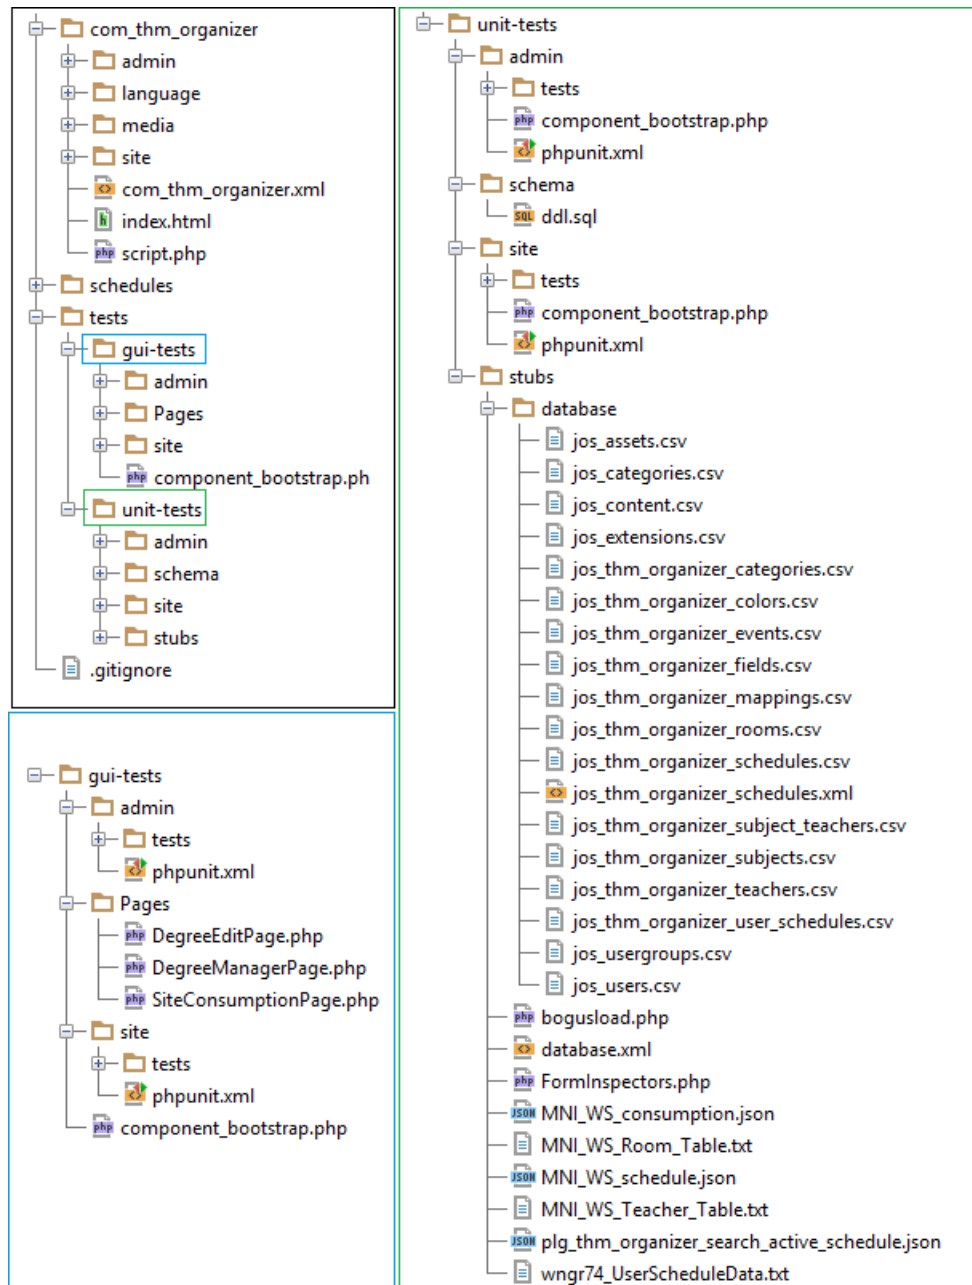 com_thm_organizer
admin
language
media
site
com_thm_organizer.xml
index.html
script.php
schedules
tests
gui-tests
admin
Pages
site
component_bootstrap.ph
unit-tests
admin
schema
site
stubs
.gitignore
gui-tests
admin
tests
phpunit.xml
Pages
DegreeEditPage.php
DegreeManagerPage.php
SiteConsumptionPage.php
site
tests
phpunit.xml
component_bootstrap.php
unit-tests
admin
tests
component_bootstrap.php
phpunit.xml
schema
ddl.sql
site
tests
component_bootstrap.php
phpunit.xml
stubs
database
jos_assets.csv
jos_categories.csv
jos_content.csv
jos_extensions.csv
jos_thm_organizer_categories.csv
jos_thm_organizer_colors.csv
jos_thm_organizer_events.csv
jos_thm_organizer_fields.csv
jos_thm_organizer_mappings.csv
jos_thm_organizer_rooms.csv
jos_thm_organizer_schedules.csv
jos_thm_organizer_schedules.xml
jos_thm_organizer_subject_teachers.csv
jos_thm_organizer_subjects.csv
jos_thm_organizer_teachers.csv
jos_thm_organizer_user_schedules.csv
jos_usergroups.csv
jos_users.csv
bogusload.php
database.xml
FormInspectors.php
MNI_WS_consumption.json
MNI_WS_Room_Table.txt
MNI_WS_schedule.json
MNI_WS_Teacher_Table.txt
plg_thm_organizer_search_active_schedule.json
wngr74_UserScheduleData.txt